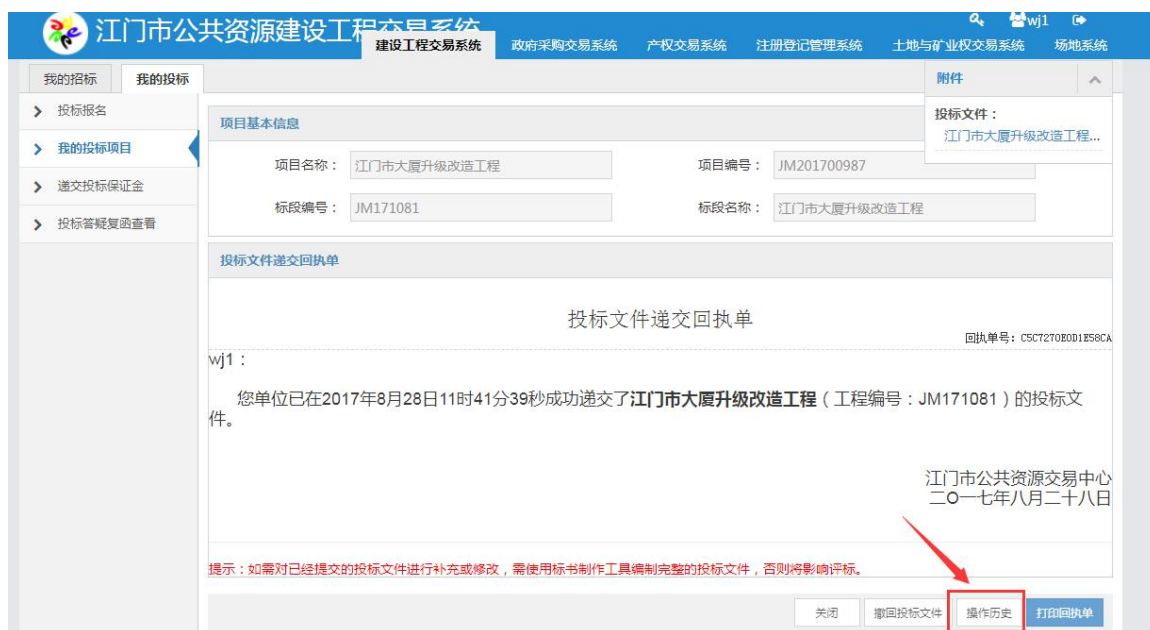 江门市公共资源建设工程交易系统
wj1
建设工程交易系统 政府采购交易系统 产权交易系统 注册登记管理系统 土地与矿业权交易系统 场地系统
我的招标 我的投标
附件
投标报名
我的投标项目
递交投标保证金
投标答疑复函查看
投标文件：
江门市大厦升级改造工程...
项目基本信息
项目名称： 江门市大厦升级改造工程 项目编号： JM201700987
标段编号： JM171081 标段名称： 江门市大厦升级改造工程
投标文件递交回执单
投标文件递交回执单
回执单号：C5C7270E0D1E58CA
wj1：
您单位已在2017年8月28日11时41分39秒成功递交了江门市大厦升级改造工程（工程编号：JM171081）的投标文
件。
江门市公共资源交易中心
二O一七年八月二十八日
提示：如需对已经提交的投标文件进行补充或修改，需使用标书制作工具编制完整的投标文件，否则将影响评标。
关闭 撤回投标文件 操作历史 打印回执单